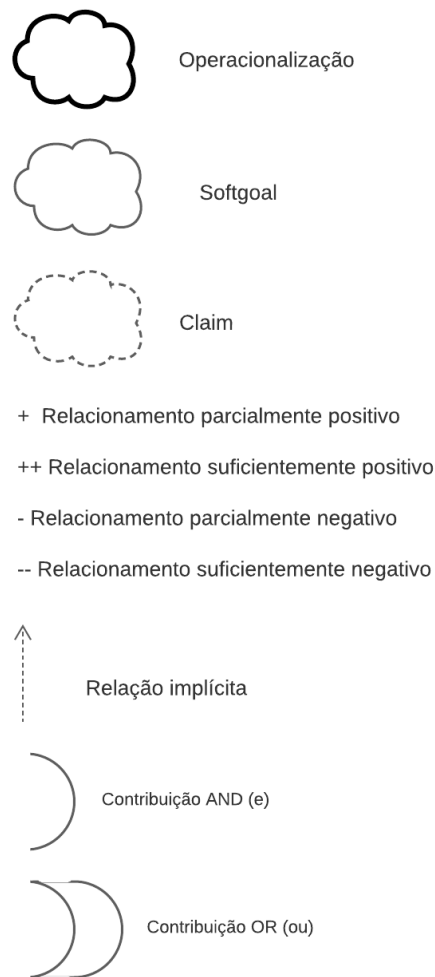 Operacionalização
Softgoal
Claim
+ Relacionamento parcialmente positivo
++ Relacionamento suficientemente positivo
- Relacionamento parcialmente negativo
-- Relacionamento suficientemente negativo
Relação implícita
Contribuição AND (e)
Contribuição OR (ou)